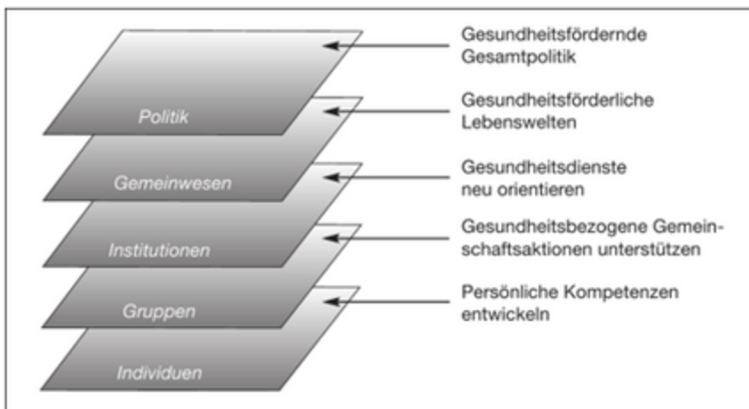 Gesundheitsfördernde
Gesamtpolitik
Politik
Gesundheitsförderliche
Lebenswelten
Gemeinwesen
Gesundheitsdienste
neu orientieren
Institutionen
Gesundheitsbezogene Gemein-
schaftsaktionen unterstützen
Gruppen
Persönliche Kompetenzen
entwickeln
Individuen